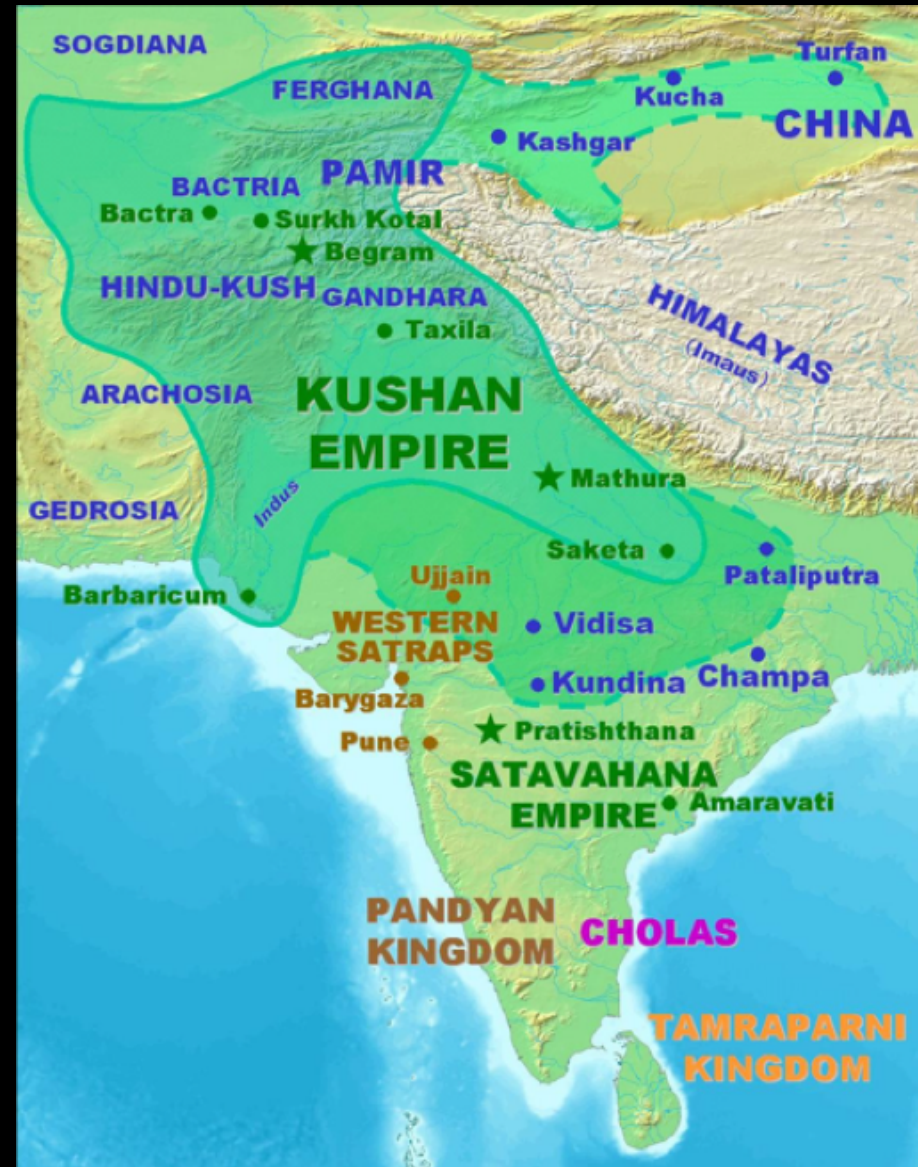 SOGDIANA
Turfan
FERGHANA
Kucha
CHINA
Kashgar
PAMIR
BACTRIA
Bactra
Surkh Kotal
Begram
HINDU-KUSH
GANDHARA
HIMALAYAS
(Imaus)
Taxila
ARACHOSIA
KUSHAN
EMPIRE
Mathura
Indus
GEDROSIA
Saketa
Pataliputra
Barbaricum
Ujjain
WESTERN
SATRAPS
Vidisa
Kundina
Champa
Barygaza
Pratishthana
Pune
SATAVAHANA
EMPIRE
Amaravati
PANDYAN
KINGDOM
CHOLAS
TAMRAPARNI
KINGDOM